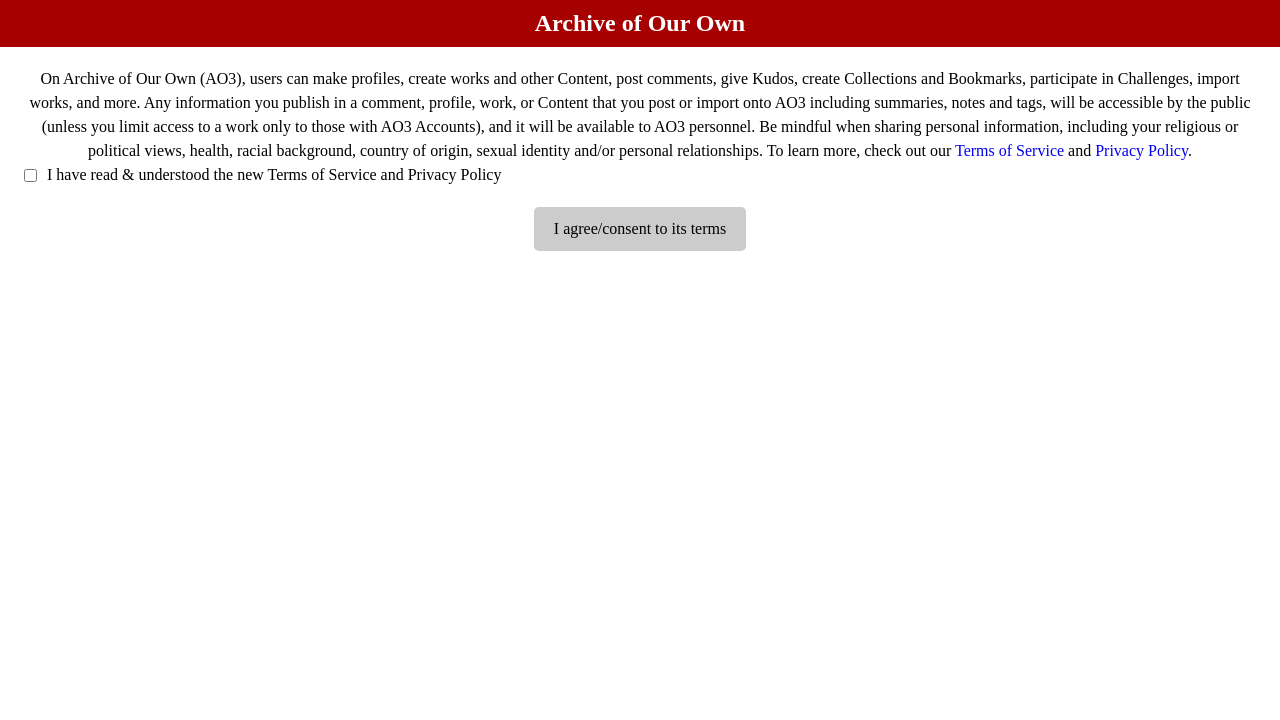 Archive of Our Own
On Archive of Our Own (AO3), users can make profiles, create works and other Content, post comments, give Kudos, create Collections and Bookmarks, participate in Challenges, import
works, and more. Any information you publish in a comment, profile, work, or Content that you post or import onto AO3 including summaries, notes and tags, will be accessible by the public
(unless you limit access to a work only to those with AO3 Accounts), and it will be available to AO3 personnel. Be mindful when sharing personal information, including your religious or
political views, health, racial background, country of origin, sexual identity and/or personal relationships. To learn more, check out our Terms of Service and Privacy Policy.
I have read & understood the new Terms of Service and Privacy Policy
I agree/consent to its terms